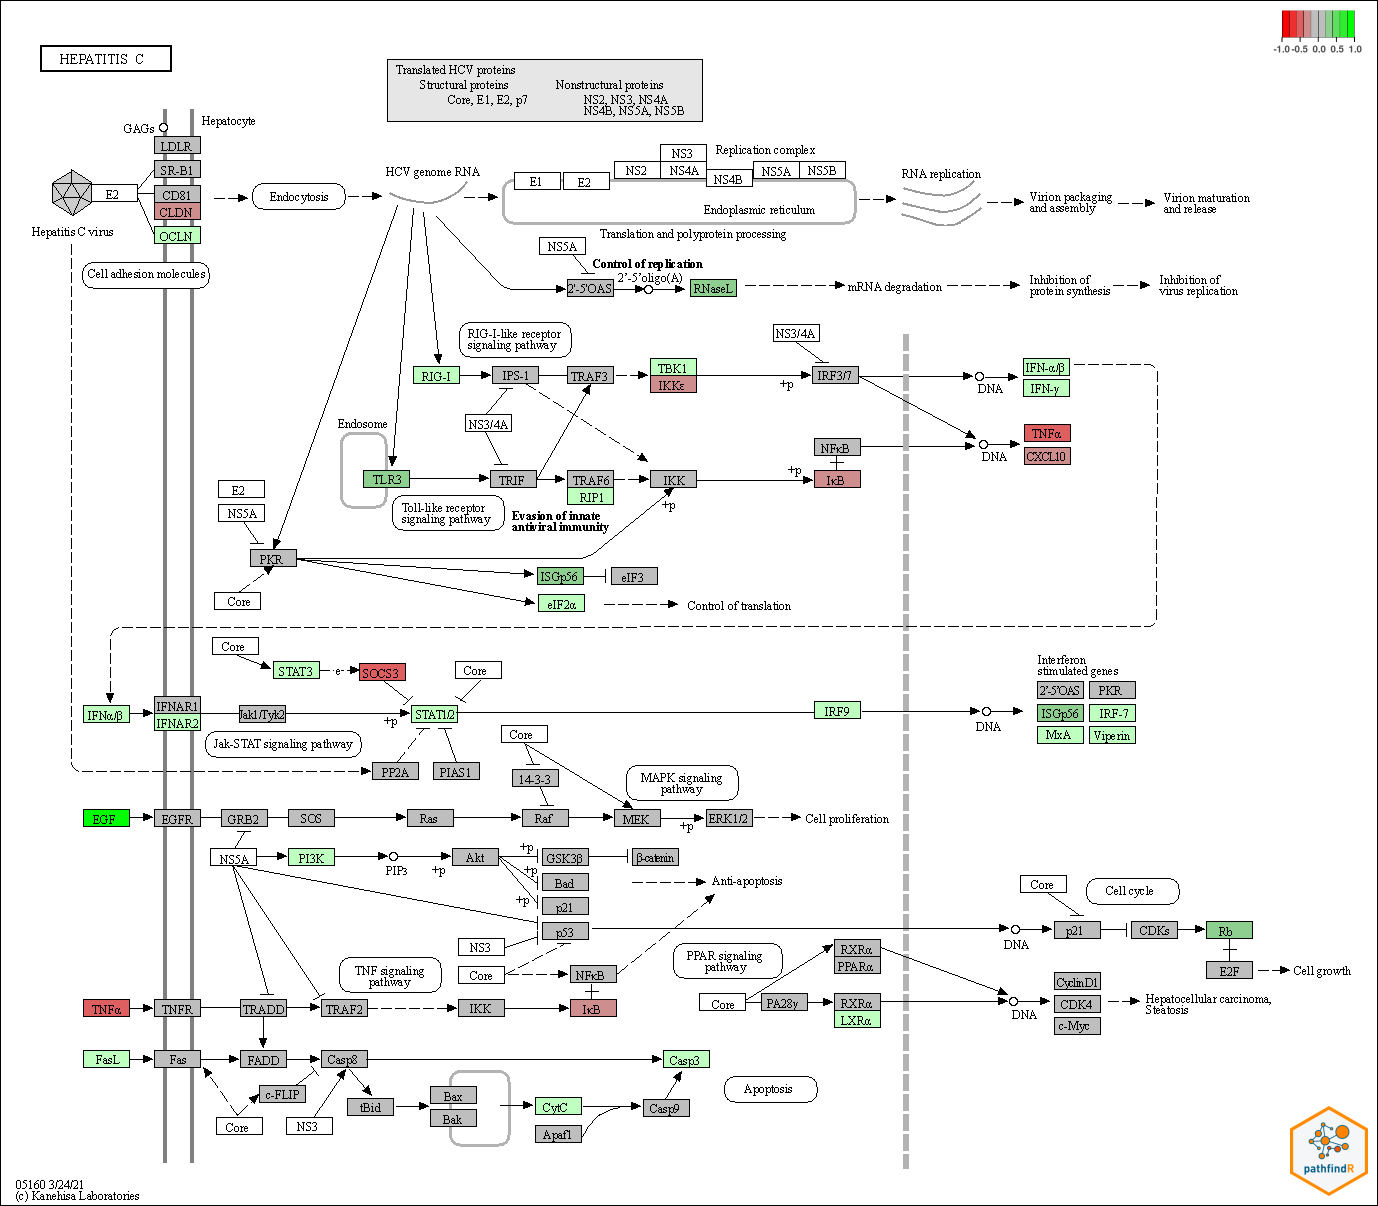 -1.0 -0.5 0.0 0.5 1.0
HEPATITIS C
Translated HCV proteins
Structural proteins
Nonstructural proteins
Core, E1, E2, p7
NS2, NS3, NS4A
NS4B, NS5A, NS5B
GAGs
Hepatocyte
LDLR
SR-B1
CD81
CLDN
OCLN
E2
Hepatitis C virus
Cell adhesion molecules
Endocytosis
HCV genome RNA
NS3
Replication complex
NS2
NS4A
NS5A
NS5B
E1
E2
NS4B
Endoplasmic reticulum
Translation and polyprotein processing
RNA replication
Virion packaging
and assembly
Virion maturation
and release
NS5A
Control of replication
2'-5'oligo(A)
2'-5'OAS
RNaseL
mRNA degradation
Inhibition of
protein synthesis
Inhibition of
virus replication
RIG-I-like receptor
signaling pathway
NS3/4A
RIG-I
IPS-1
TRAF3
TBK1
IKKε
+p
IRF3/7
DNA
IFN-α/β
IFN-γ
NS3/4A
Endosome
TLR3
TRIF
TRAF6
RIP1
IKK
+p
+p
NFκB
IκB
DNA
TNFα
CXCL10
Toll-like receptor
signaling pathway
Evasion of innate
antiviral immunity
E2
NS5A
PKR
Core
ISGp56
eIF3
eIF2α
Control of translation
Core
STAT3
e
SOCS3
Core
IFNα/β
IFNAR1
IFNAR2
Jak1/Tyk2
+p
STAT1/2
IRF9
DNA
Interferon
stimulated genes
2'-5'OAS
PKR
ISGp56
IRF-7
MxA
Viperin
Jak-STAT signaling pathway
PP2A
PIAS1
Core
14-3-3
MAPK signaling
pathway
EGF
EGFR
GRB2
SOS
Ras
Raf
MEK
+p
ERK1/2
Cell proliferation
NS5A
PI3K
PIP3
+p
Akt
+p
GSK3β
β-catenin
+p
Bad
Anti-apoptosis
+p
p21
p53
NS3
Core
NFκB
IκB
DNA
Core
Cell cycle
p21
CDKs
Rb
E2F
Cell growth
TNF signaling
pathway
TNFα
TNFR
TRADD
TRAF2
IKK
PPAR signaling
pathway
Core
PA28γ
RXRα
PPARα
RXRα
LXRα
DNA
CyclinD1
CDK4
c-Myc
Hepatocellular carcinoma,
Steatosis
FasL
Fas
FADD
Casp8
Casp3
c-FLIP
Core
NS3
tBid
Bax
Bak
CytC
Apaf1
Casp9
Apoptosis
pathfindR
05160 3/24/21
(c) Kanehisa Laboratories